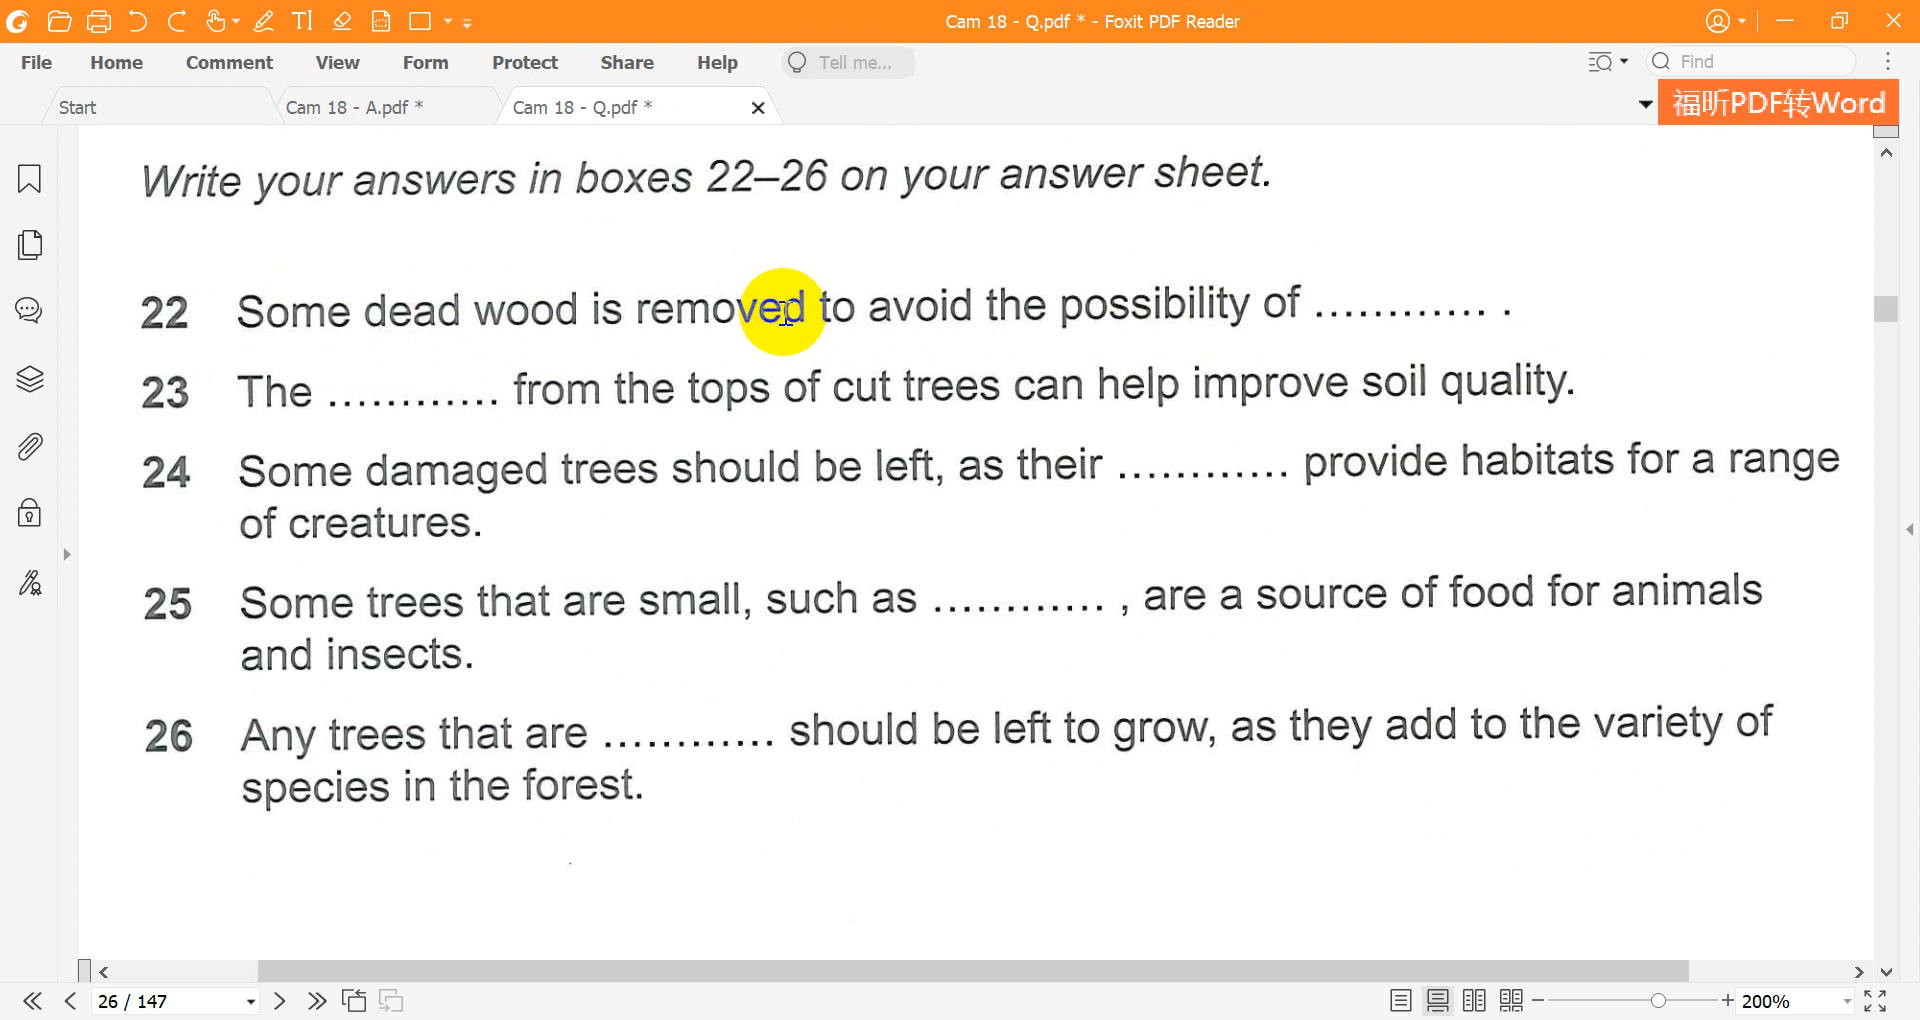 Cam 18 - Q.pdf * - Foxit PDF Reader
File Home Comment View Form Protect Share Help Tell me... Find
Start Cam 18 - A.pdf * Cam 18 - Q.pdf * 福昕PDF转Word
Write your answers in boxes 22–26 on your answer sheet.
22 Some dead wood is removed to avoid the possibility of ............ .
23 The ............ from the tops of cut trees can help improve soil quality.
24 Some damaged trees should be left, as their ............ provide habitats for a range
of creatures.
25 Some trees that are small, such as ............ , are a source of food for animals
and insects.
26 Any trees that are ............ should be left to grow, as they add to the variety of
species in the forest.
26 / 147 200%